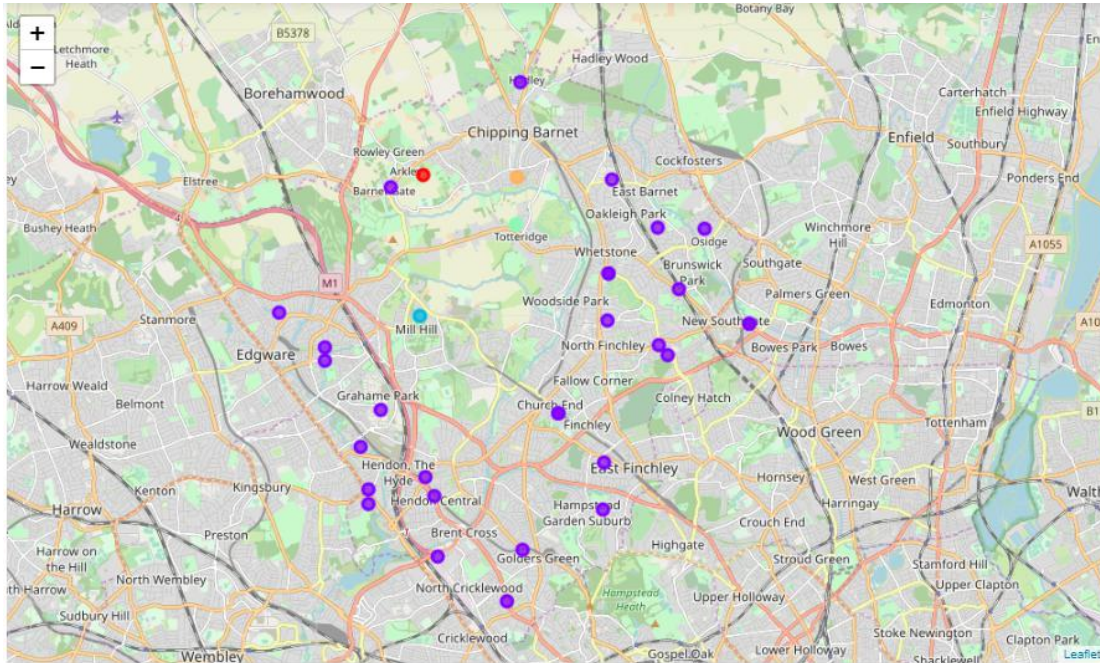 +
−
Letchmore
Heath
B5378
Botany Bay
Hadley Wood
Borehamwood
Carterhatch
Enfield Highway
Chipping Barnet
Enfield
Southbury
Rowley Green
Cockfosters
Elstree
Barnet Gate
East Barnet
Ponders End
Bushey Heath
Oakleigh Park
Totteridge
Osidge
Winchmore
Hill
A1055
Whetstone
Brunswick
Park
Southgate
M1
Woodside Park
Palmers Green
Edmonton
Stanmore
A409
Mill Hill
New Southgate
Edgware
North Finchley
Bowes Park
Bowes
Harrow Weald
Fallow Corner
Belmont
Grahame Park
Church End
Colney Hatch
Finchley
Tottenham
Wood Green
Wealdstone
Hendon, The
Hyde
East Finchley
Kenton
Kingsbury
Hendon Central
Hornsey
West Green
Harrow
Hampstead
Garden Suburb
Harringay
Preston
Crouch End
Brent Cross
Highgate
Harrow on
the Hill
Golders Green
Stroud Green
North Wembley
North Cricklewood
Hampstead
Heath
Upper Holloway
Stamford Hill
Upper Clapton
Sudbury Hill
Cricklewood
Stoke Newington
Wembley
Gospel Oak
Lower Holloway
Clapton Park
Shacklewell
Leaflet